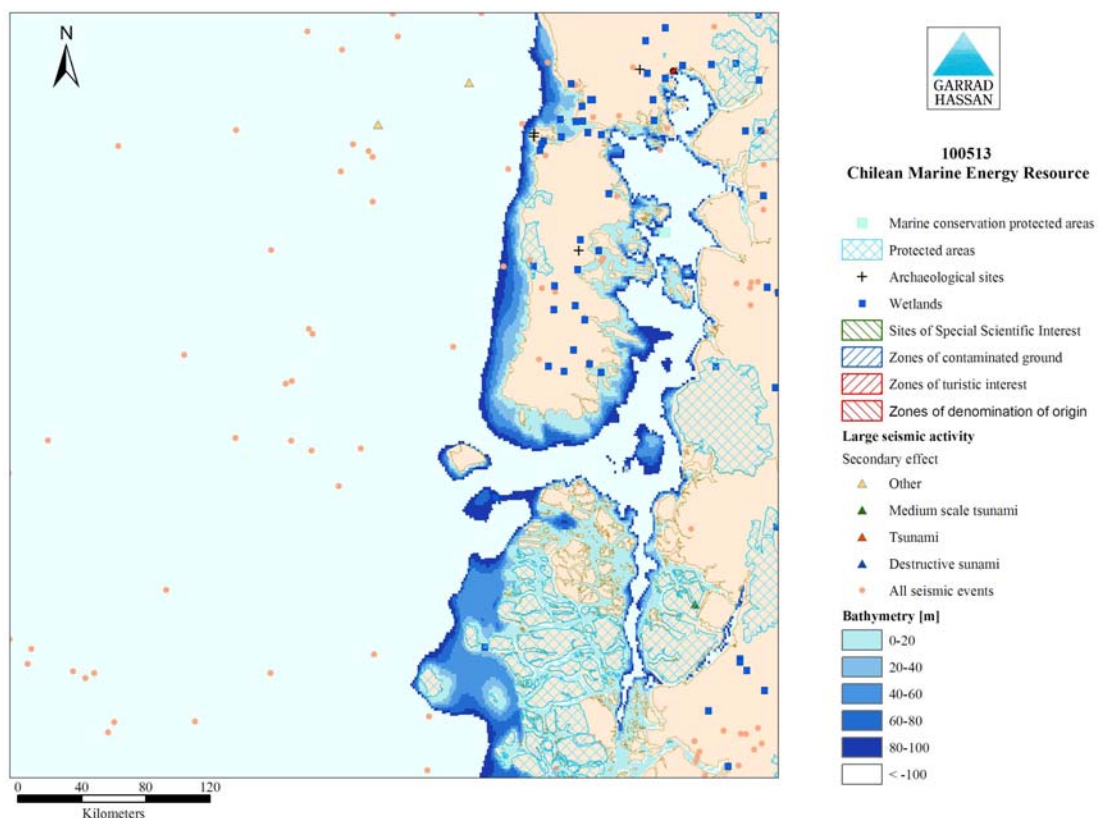 N
0 40 80 120
Kilometers
GARRAD
HASSAN
100513
Chilean Marine Energy Resource
Marine conservation protected areas
Protected areas
Archaeological sites
Wetlands
Sites of Special Scientific Interest
Zones of contaminated ground
Zones of turistic interest
Zones of denomination of origin
Large seismic activity
Secondary effect
Other
Medium scale tsunami
Tsunami
Destructive sunami
All seismic events
Bathymetry [m]
0-20
20-40
40-60
60-80
80-100
< -100